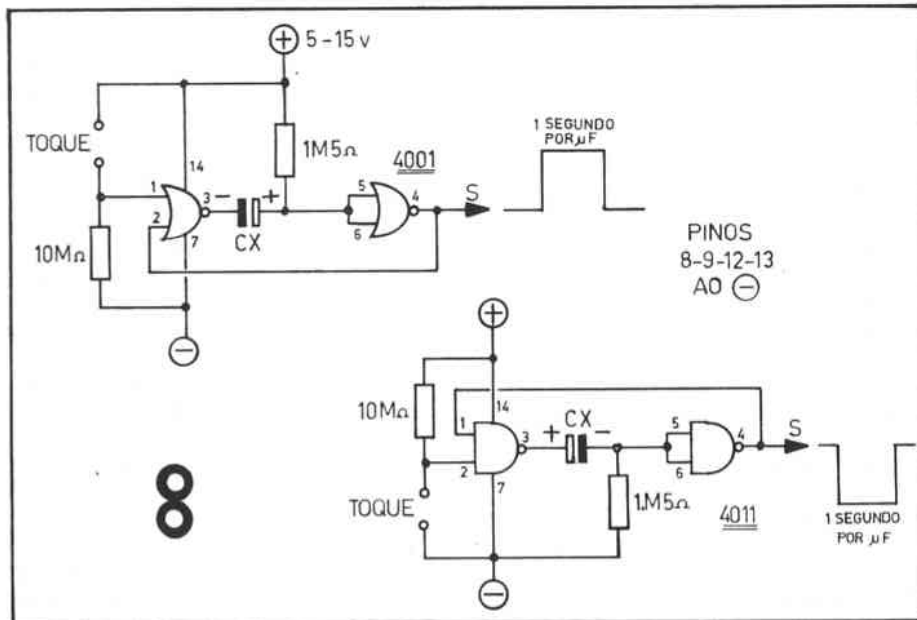 + 5-15 v
TOQUE
14
1M5Ω
4001
1 SEGUNDO
POR µF
1
2
3
- +
5
6
4
S
10MΩ
7
CX
PINOS
8-9-12-13
AO -
-
+
10MΩ
14
1
2
3
+ CX -
5
6
4
S
7
TOQUE
1.M5Ω
4011
1 SEGUNDO
POR µF
-
8